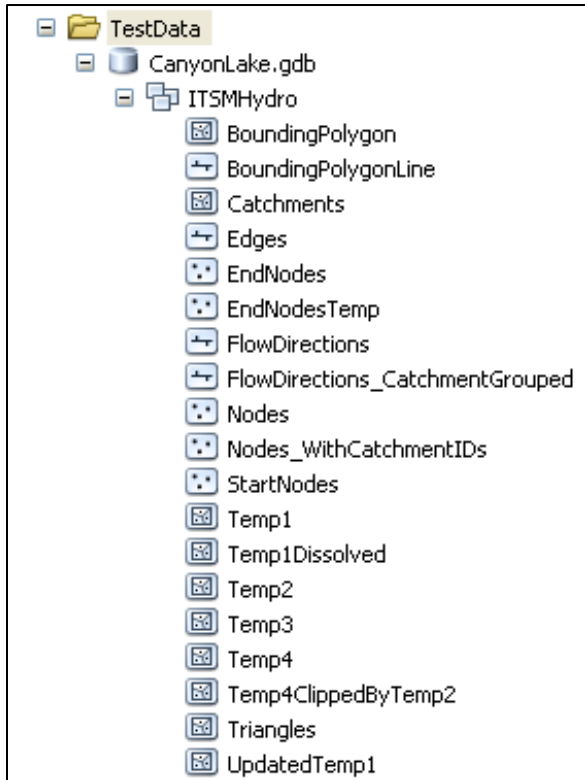 TestData
CanyonLake.gdb
ITSMHydro
BoundingPolygon
BoundingPolygonLine
Catchments
Edges
EndNodes
EndNodesTemp
FlowDirections
FlowDirections_CatchmentGrouped
Nodes
Nodes_WithCatchmentIDs
StartNodes
Temp1
Temp1Dissolved
Temp2
Temp3
Temp4
Temp4ClippedByTemp2
Triangles
UpdatedTemp1